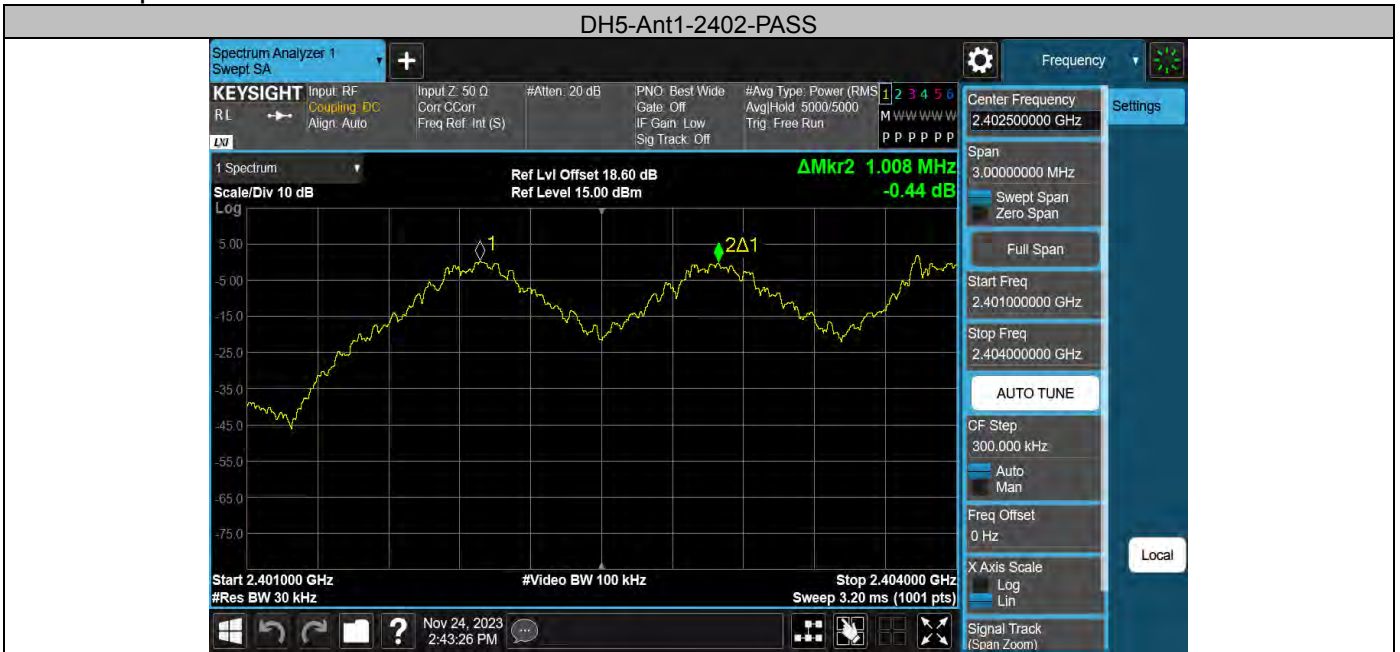 DH5-Ant1-2402-PASS
Spectrum Analyzer 1
Swept SA
+
Frequency
KEYSIGHT
RL
LXI
Input: RF
Coupling: DC
Align: Auto
Input Z: 50 Ω
Corr CCorr
Freq Ref: Int (S)
#Atten: 20 dB
PNO: Best Wide
Gate: Off
IF Gain: Low
Sig Track: Off
#Avg Type: Power (RMS
Avg|Hold: 5000/5000
Trig: Free Run
1 2 3 4 5 6
M W W W W W
P P P P P P
1 Spectrum
Scale/Div 10 dB
Log
Ref Lvl Offset 18.60 dB
Ref Level 15.00 dBm
ΔMkr2 1.008 MHz
-0.44 dB
1
2Δ1
5.00
-5.00
-15.0
-25.0
-35.0
-45.0
-55.0
-65.0
-75.0
Start 2.401000 GHz
#Res BW 30 kHz
#Video BW 100 kHz
Stop 2.404000 GHz
Sweep 3.20 ms (1001 pts)
Center Frequency
2.402500000 GHz
Settings
Span
3.00000000 MHz
Swept Span
Zero Span
Full Span
Start Freq
2.401000000 GHz
Stop Freq
2.404000000 GHz
AUTO TUNE
CF Step
300.000 kHz
Auto
Man
Freq Offset
0 Hz
Local
X Axis Scale
Log
Lin
Signal Track
(Span Zoom)
?
Nov 24, 2023
2:43:26 PM